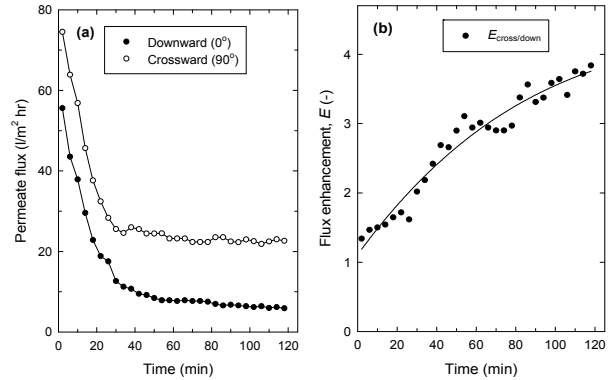 (a)
Downward (0°)
Crossward (90°)
Permeate flux (l/m² hr)
80
60
40
20
0
0 20 40 60 80 100 120
Time (min)
(b)
E cross/down
Flux enhancement, E (-)
4
3
2
1
0
0 20 40 60 80 100 120
Time (min)